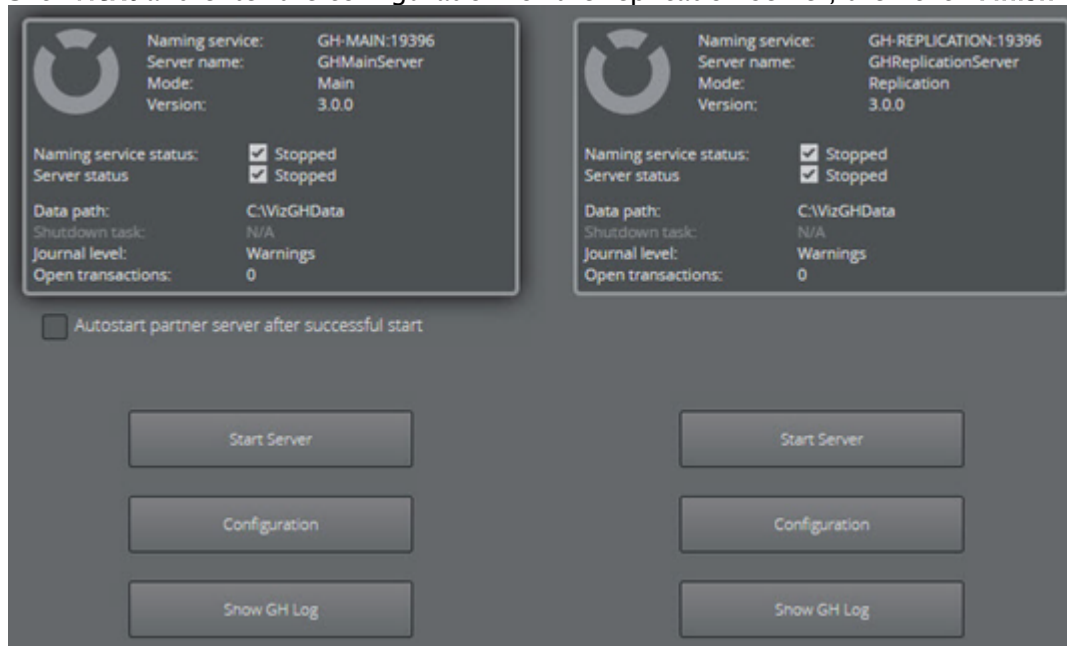 Naming service: GH-MAIN:19396
Server name: GHMainServer
Mode: Main
Version: 3.0.0
Naming service status: Stopped
Server status Stopped
Data path: C:\VizGHData
Shutdown task: N/A
Journal level: Warnings
Open transactions: 0
Naming service: GH-REPLICATION:19396
Server name: GHReplicationServer
Mode: Replication
Version: 3.0.0
Naming service status: Stopped
Server status Stopped
Data path: C:\VizGHData
Shutdown task: N/A
Journal level: Warnings
Open transactions: 0
Autostart partner server after successful start
Start Server
Configuration
Show GH Log
Start Server
Configuration
Show GH Log